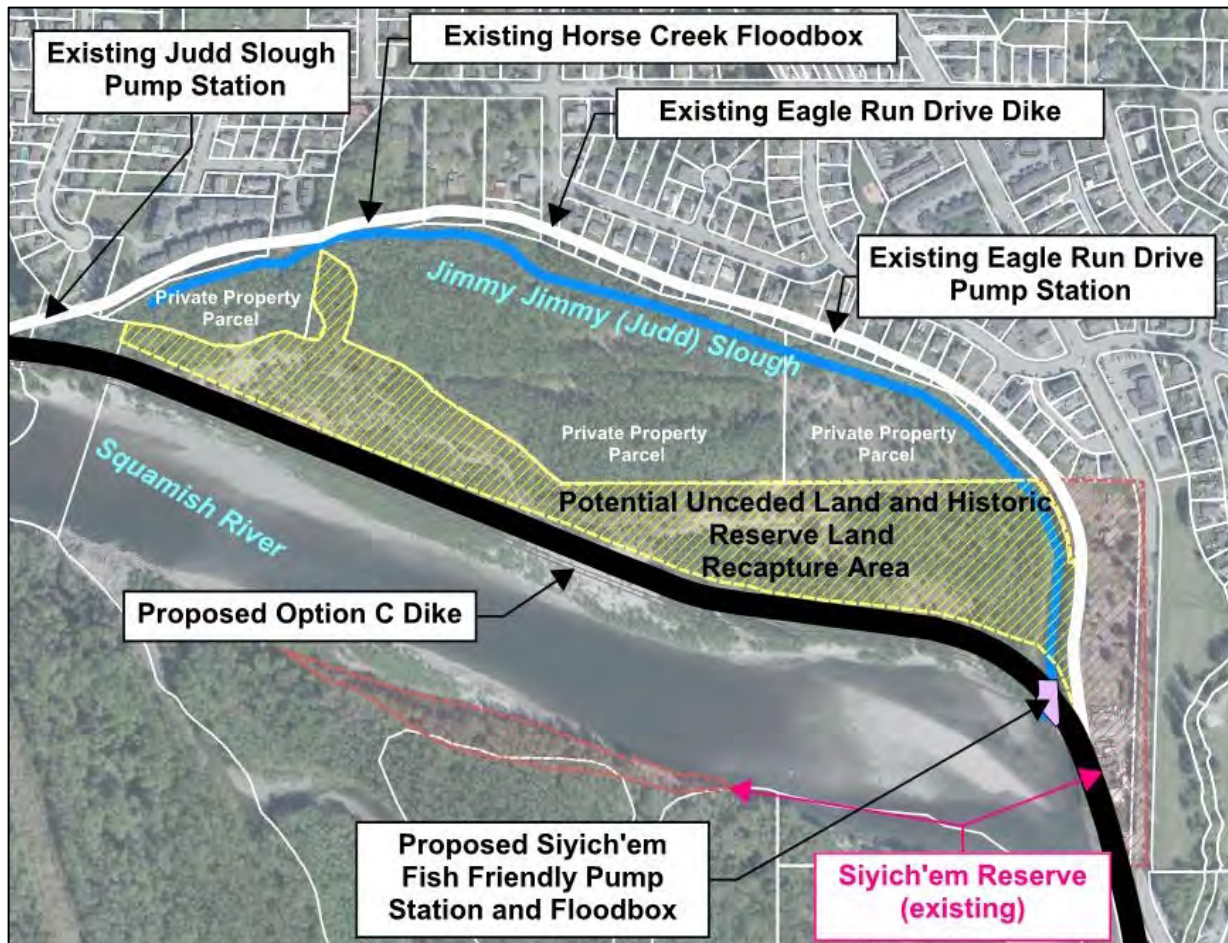 Existing Judd Slough
Pump Station
Existing Horse Creek Floodbox
Existing Eagle Run Drive Dike
Existing Eagle Run Drive
Pump Station
Private Property
Parcel
Jimmy Jimmy (Judd) Slough
Private Property
Parcel
Private Property
Parcel
Squamish River
Potential Unceded Land and Historic
Reserve Land
Recapture Area
Proposed Option C Dike
Proposed Siyich'em
Fish Friendly Pump
Station and Floodbox
Siyich'em Reserve
(existing)